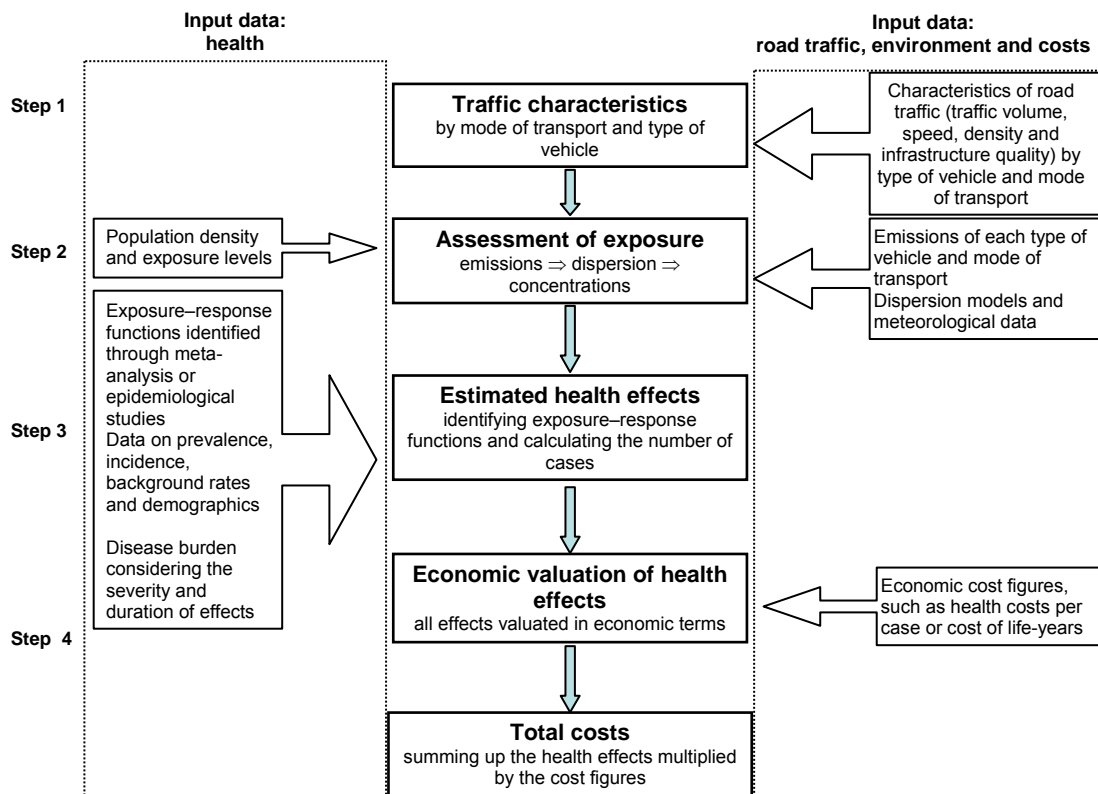 Input data:
health
Input data:
road traffic, environment and costs
Step 1
Traffic characteristics
by mode of transport and type of
vehicle
Characteristics of road
traffic (traffic volume,
speed, density and
infrastructure quality) by
type of vehicle and mode
of transport
Step 2
Population density
and exposure levels
Assessment of exposure
emissions ⇒ dispersion ⇒
concentrations
Emissions of each type of
vehicle and mode of
transport
Dispersion models and
meteorological data
Step 3
Exposure–response
functions identified
through meta-
analysis or
epidemiological
studies
Data on prevalence,
incidence,
background rates
and demographics
Disease burden
considering the
severity and
duration of effects
Estimated health effects
identifying exposure–response
functions and calculating the number of
cases
Step 4
Economic valuation of health
effects
all effects valuated in economic terms
Economic cost figures,
such as health costs per
case or cost of life-years
Total costs
summing up the health effects multiplied
by the cost figures